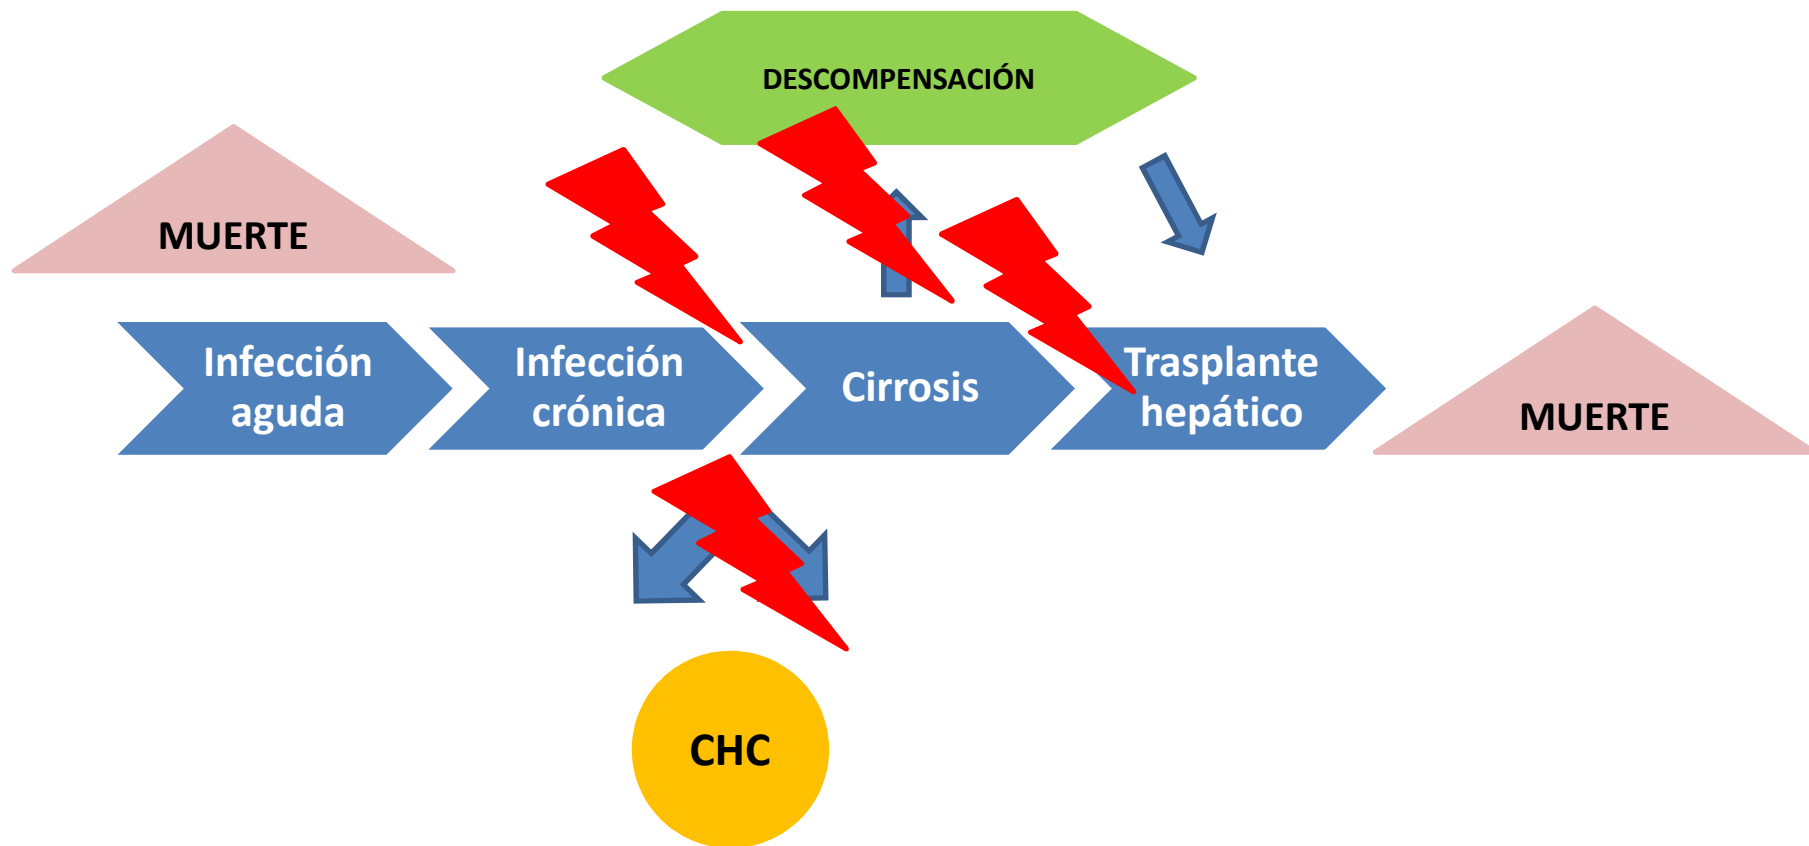 DESCOMPENSACIÓN
MUERTE
Infección
aguda
Infección
crónica
Cirrosis
Trasplante
hepático
MUERTE
CHC